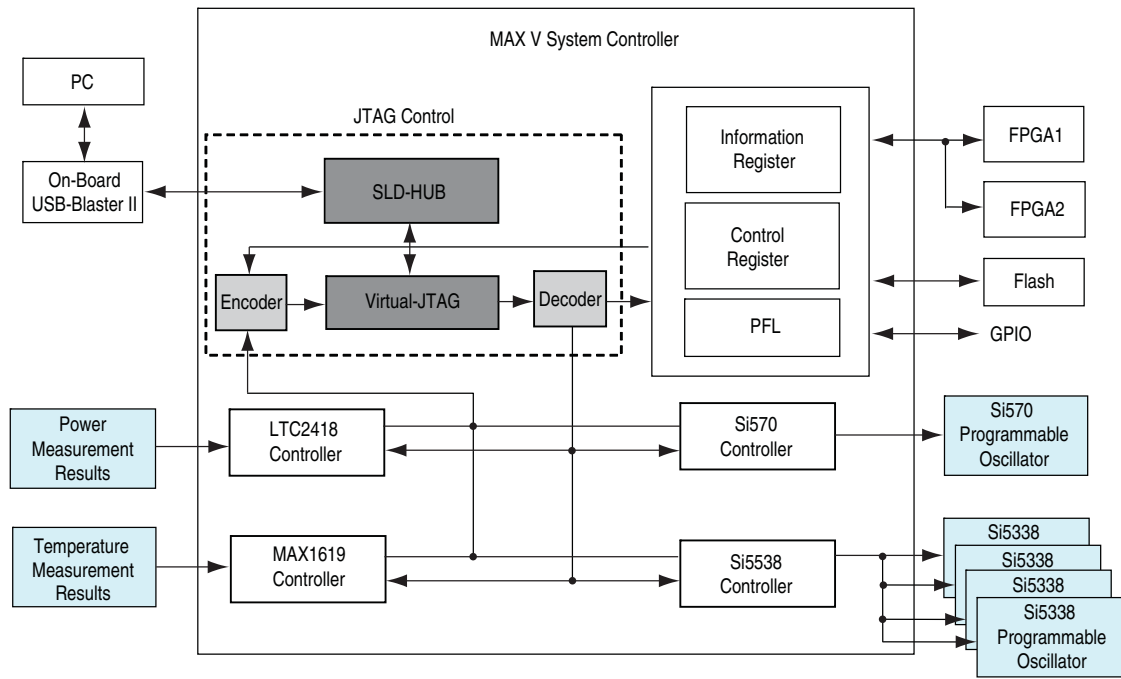 MAX V System Controller
PC
On-Board
USB-Blaster II
JTAG Control
SLD-HUB
Encoder
Virtual-JTAG
Decoder
Information
Register
Control
Register
PFL
FPGA1
FPGA2
Flash
GPIO
Power
Measurement
Results
LTC2418
Controller
Si570
Controller
Si570
Programmable
Oscillator
Temperature
Measurement
Results
MAX1619
Controller
Si5538
Controller
Si5338
Si5338
Si5338
Si5338
Programmable
Oscillator